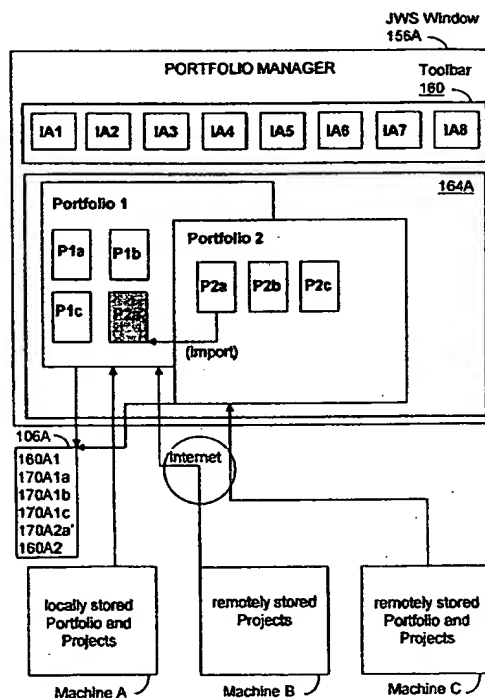 JWS Window
156A
PORTFOLIO MANAGER
Toolbar
160
IA1 IA2 IA3 IA4 IA5 IA6 IA7 IA8
164A
Portfolio 1
P1a P1b
P1c
Portfolio 2
P2a P2b P2c
(Import)
106A
160A1
170A1a
170A1b
170A1c
170A2a'
160A2
Internet
locally stored
Portfolio and
Projects
remotely stored
Projects
remotely stored
Portfolio and
Projects
Machine A
Machine B
Machine C